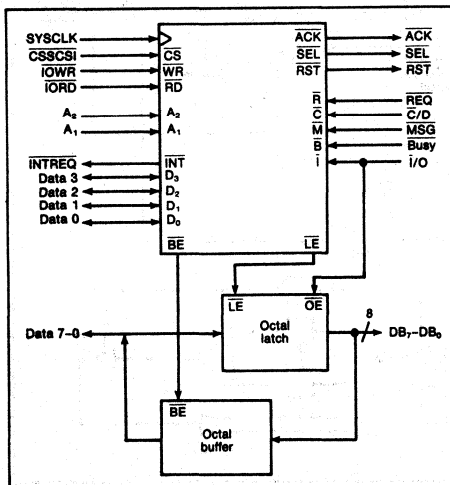 SYSCLK ACK ACK
CSSCSI CS SEL SEL
IOWR WR RST RST
IORD RD
A₂ A₂ R REQ
A₁ A₁ C C/D
M MSG
INTREQ INT B Busy
Data 3 D₃ I I/O
Data 2 D₂
Data 1 D₁
Data 0 D₀
BE LE
LE OE
Octal
latch
8
Data 7-0
DB₇-DB₀
BE
Octal
buffer